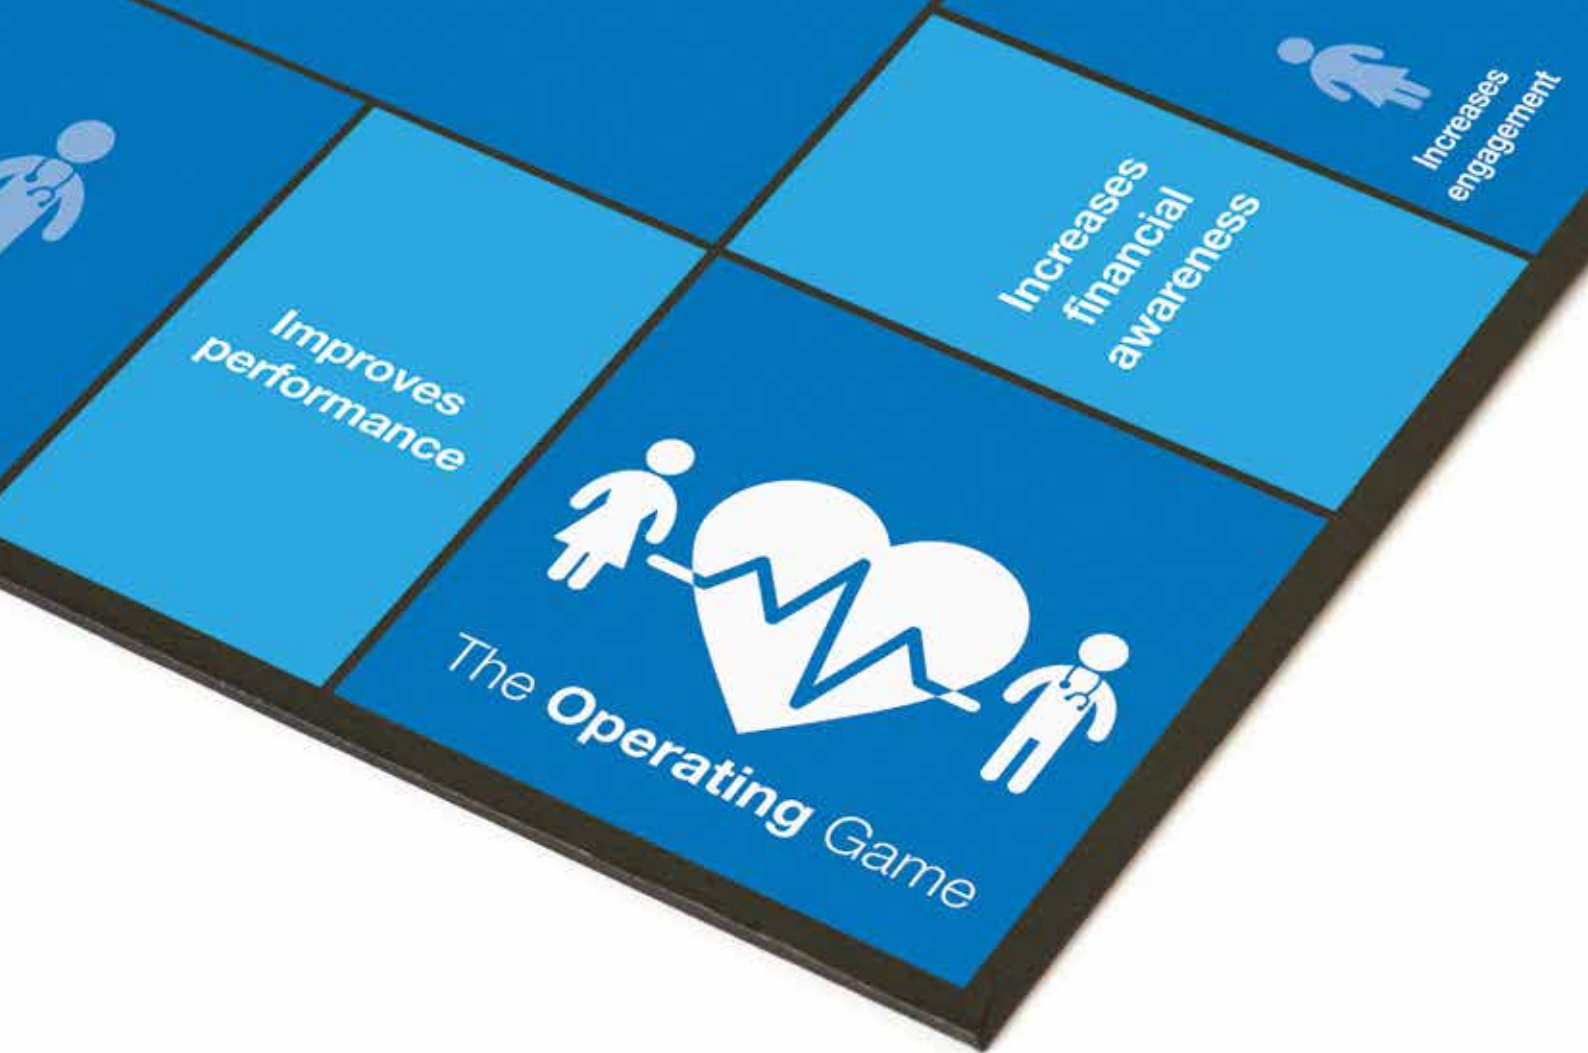 Increases
engagement
Increases
financial
awareness
Improves
performance
The Operating Game